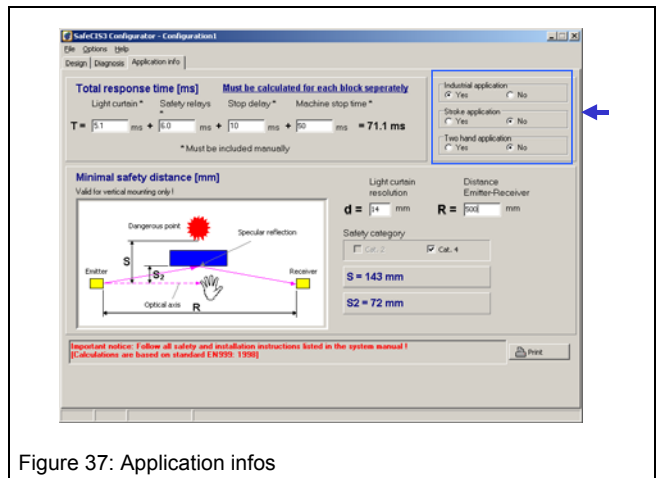 SafeCIS3 Configurator - Configuration1
File Options Help
Design Diagnosis Application info
Total response time [ms] Must be calculated for each block seperately
Light curtain * Safety relays * Stop delay * Machine stop time *
T = 5.1 ms + 6.0 ms + 10 ms + 50 ms = 71.1 ms
* Must be included manually
Industrial application
Yes No
Stroke application
Yes No
Two hand application
Yes No
Minimal safety distance [mm]
Valid for vertical mounting only !
Dangerous point
Specular reflection
S
S2
Emitter
Receiver
Optical axis
R
Light curtain resolution
Distance Emitter-Receiver
d = 14 mm R = 500 mm
Safety category
Cat. 2 Cat. 4
S = 143 mm
S2 = 72 mm
Important notice: Follow all safety and installation instructions listed in the system manual !
[Calculations are based on standard EN999: 1998]
Print
Figure 37: Application infos